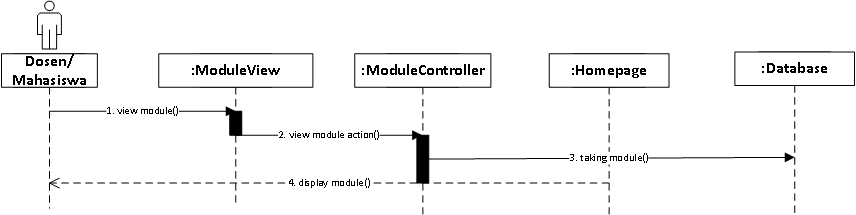 Dosen/
Mahasiswa
:ModuleView
:ModuleController
:Homepage
:Database
1. view module()
2. view module action()
3. taking module()
4. display module()